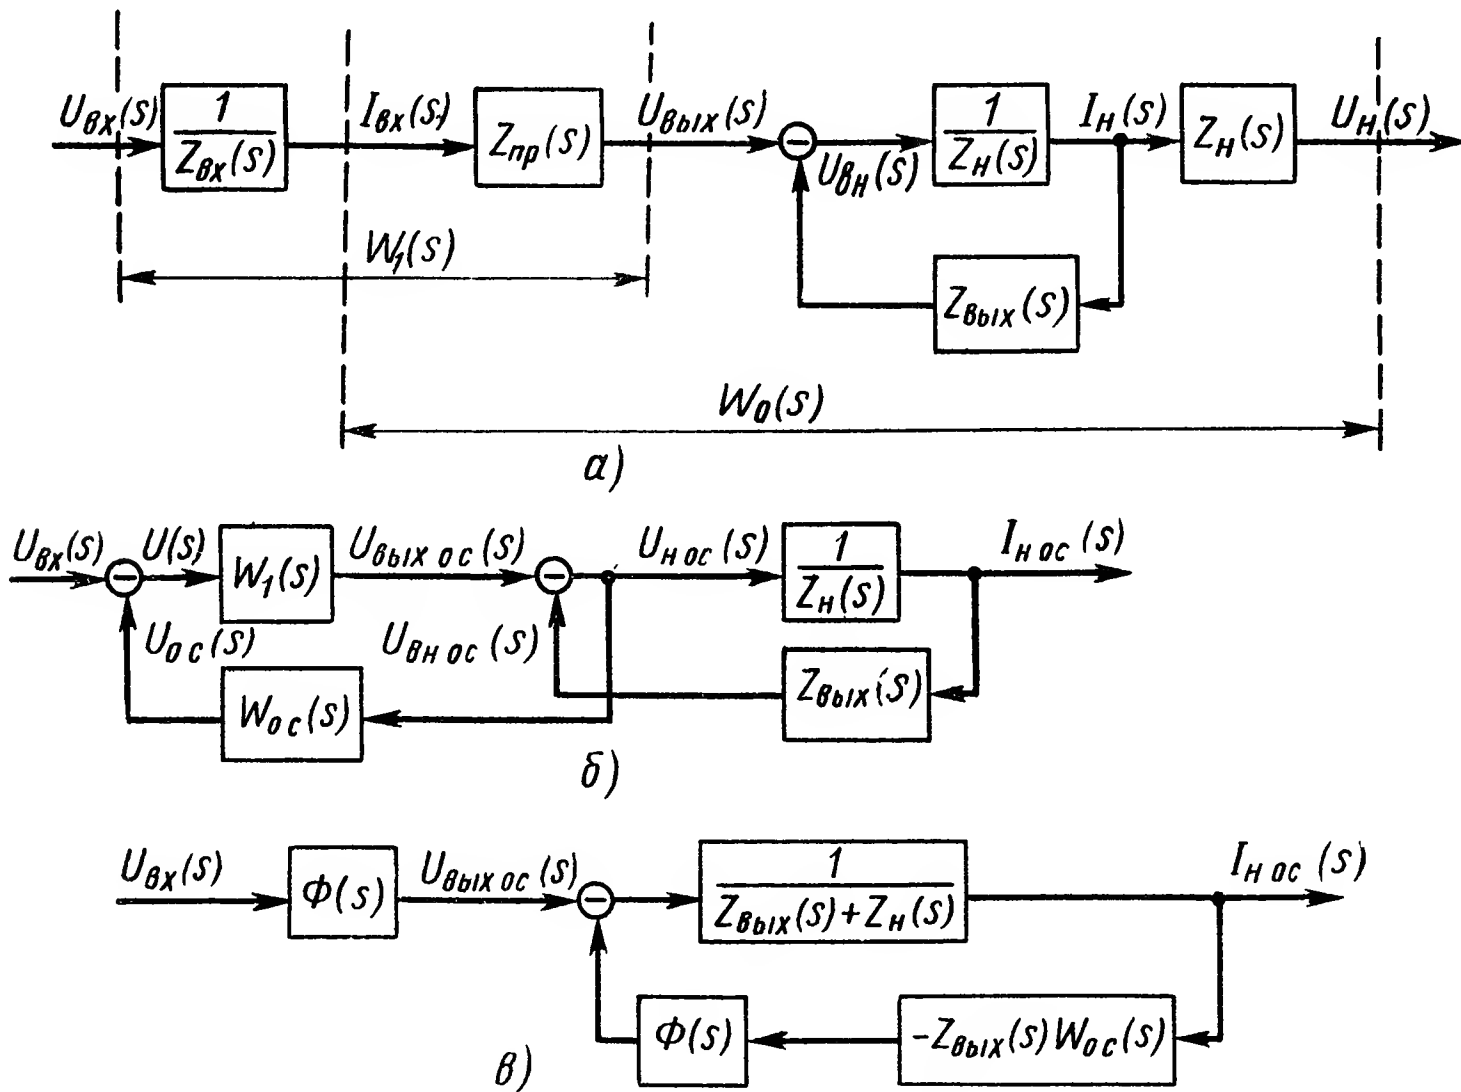 U_вх(s) 1/Z_вх(s) I_вх(s) Z_пр(s) U_вых(s) − U_вн(s) 1/Z_н(s) I_н(s) Z_н(s) U_н(s)
W_1(s)
Z_вых(s)
W_0(s)
а)
U_вх(s) − U(s) W_1(s) U_вых ос(s) − U_н ос(s) 1/Z_н(s) I_н ос(s)
U_ос(s) U_вн ос(s)
W_ос(s) Z_вых(s)
б)
U_вх(s) Ф(s) U_вых ос(s) − 1/(Z_вых(s)+Z_н(s)) I_н ос(s)
Ф(s) -Z_вых(s)W_ос(s)
в)